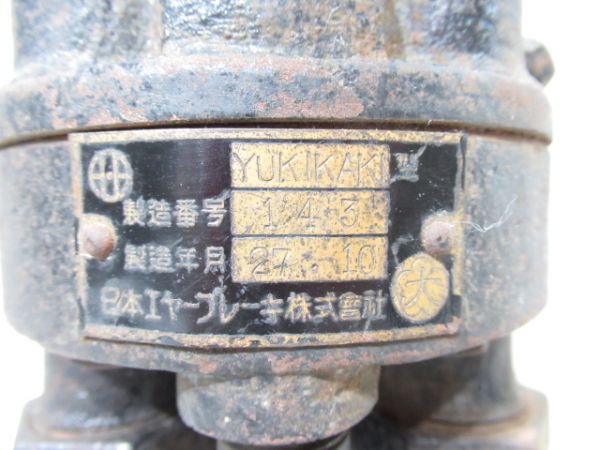 YUKIKAKI 型
製造番号 143
製造年月 27.10
日本エヤーブレーキ株式會社 大